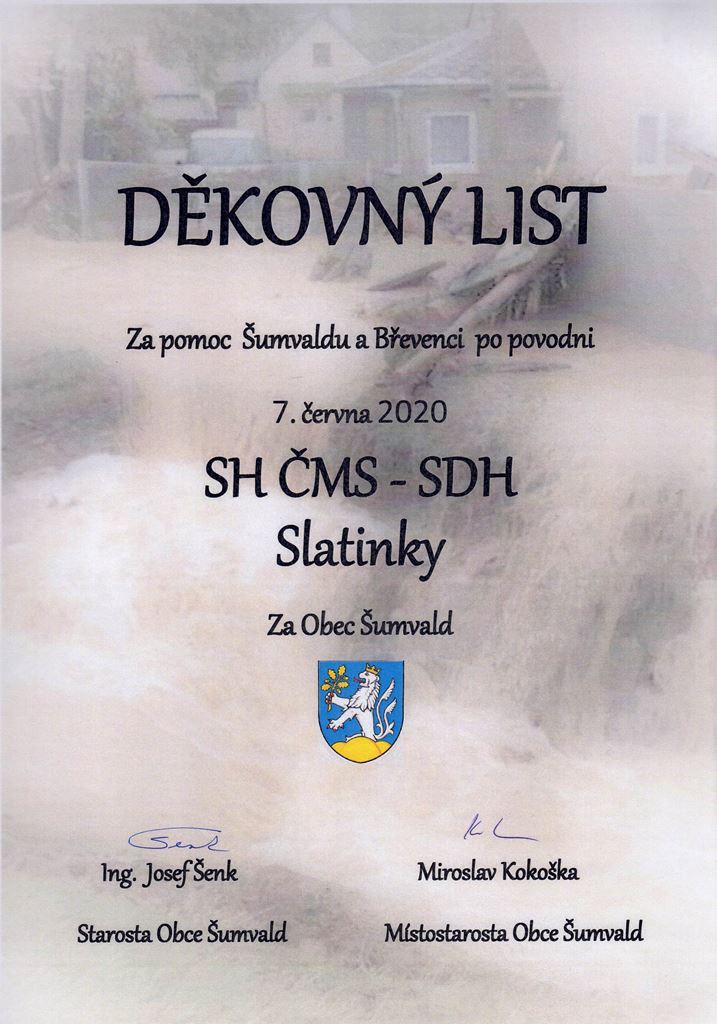 DĚKOVNÝ LIST
Za pomoc Šumvaldu a Břevenci po povodni
7. června 2020
SH ČMS - SDH
Slatinky
Za Obec Šumvald
Šenk
Ing. Josef Šenk
Miroslav Kokoška
Starosta Obce Šumvald
Místostarosta Obce Šumvald